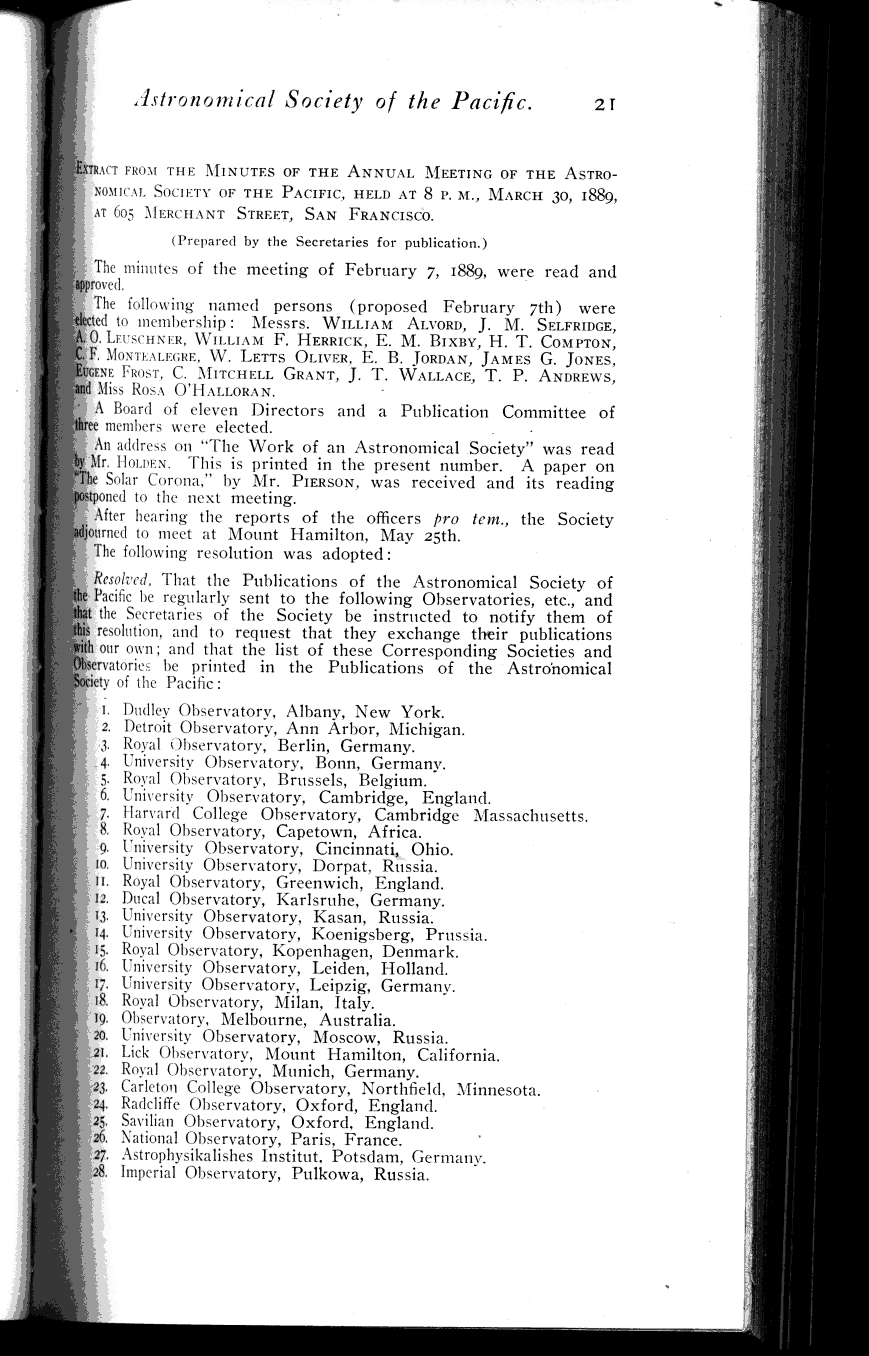 Astronomical Society of the Pacific. 21
EXTRACT FROM THE MINUTES OF THE ANNUAL MEETING OF THE ASTRO-
NOMICAL SOCIETY OF THE PACIFIC, HELD AT 8 P. M., MARCH 30, 1889,
AT 605 MERCHANT STREET, SAN FRANCISCO.
(Prepared by the Secretaries for publication.)
The minutes of the meeting of February 7, 1889, were read and
approved.
The following named persons (proposed February 7th) were
elected to membership: Messrs. WILLIAM ALVORD, J. M. SELFRIDGE,
A. O. LEUSCHNER, WILLIAM F. HERRICK, E. M. BIXBY, H. T. COMPTON,
C. F. MONTEALEGRE, W. LETTS OLIVER, E. B. JORDAN, JAMES G. JONES,
EUGENE FROST, C. MITCHELL GRANT, J. T. WALLACE, T. P. ANDREWS,
and Miss ROSA O'HALLORAN.
A Board of eleven Directors and a Publication Committee of
three members were elected.
An address on "The Work of an Astronomical Society" was read
by Mr. HOLDEN. This is printed in the present number. A paper on
"The Solar Corona," by Mr. PIERSON, was received and its reading
postponed to the next meeting.
After hearing the reports of the officers pro tem., the Society
adjourned to meet at Mount Hamilton, May 25th.
The following resolution was adopted:
Resolved, That the Publications of the Astronomical Society of
the Pacific be regularly sent to the following Observatories, etc., and
that the Secretaries of the Society be instructed to notify them of
this resolution, and to request that they exchange their publications
with our own; and that the list of these Corresponding Societies and
Observatories be printed in the Publications of the Astronomical
Society of the Pacific:
1. Dudley Observatory, Albany, New York.
2. Detroit Observatory, Ann Arbor, Michigan.
3. Royal Observatory, Berlin, Germany.
4. University Observatory, Bonn, Germany.
5. Royal Observatory, Brussels, Belgium.
6. University Observatory, Cambridge, England.
7. Harvard College Observatory, Cambridge Massachusetts.
8. Royal Observatory, Capetown, Africa.
9. University Observatory, Cincinnati, Ohio.
10. University Observatory, Dorpat, Russia.
11. Royal Observatory, Greenwich, England.
12. Ducal Observatory, Karlsruhe, Germany.
13. University Observatory, Kasan, Russia.
14. University Observatory, Koenigsberg, Prussia.
15. Royal Observatory, Kopenhagen, Denmark.
16. University Observatory, Leiden, Holland.
17. University Observatory, Leipzig, Germany.
18. Royal Observatory, Milan, Italy.
19. Observatory, Melbourne, Australia.
20. University Observatory, Moscow, Russia.
21. Lick Observatory, Mount Hamilton, California.
22. Royal Observatory, Munich, Germany.
23. Carleton College Observatory, Northfield, Minnesota.
24. Radcliffe Observatory, Oxford, England.
25. Savilian Observatory, Oxford, England.
26. National Observatory, Paris, France.
27. Astrophysikalishes Institut, Potsdam, Germany.
28. Imperial Observatory, Pulkowa, Russia.